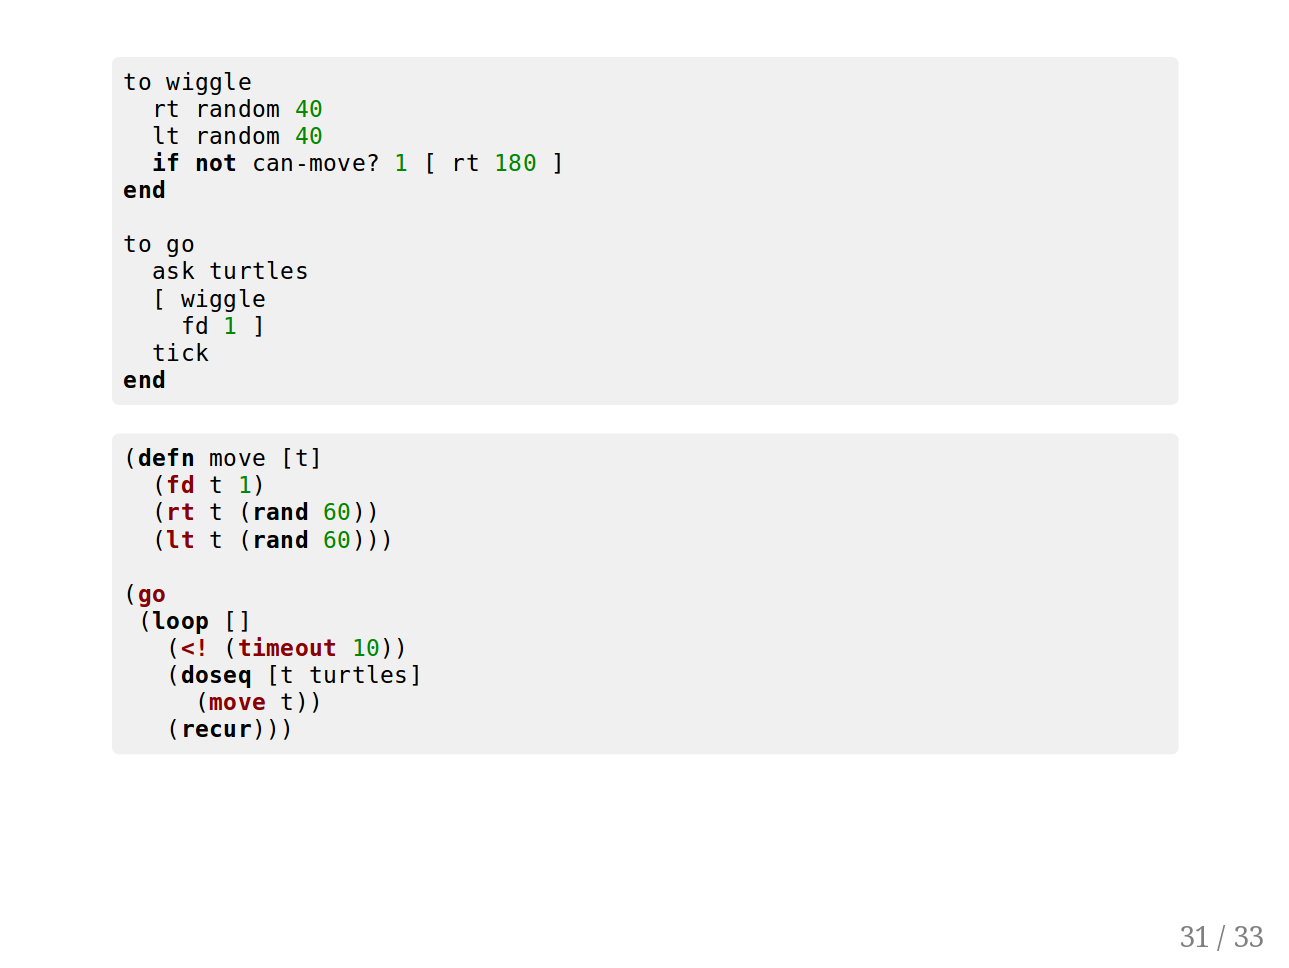 to wiggle
  rt random 40
  lt random 40
  if not can-move? 1 [ rt 180 ]
end

to go
  ask turtles
  [ wiggle
    fd 1 ]
  tick
end

(defn move [t]
  (fd t 1)
  (rt t (rand 60))
  (lt t (rand 60)))

(go
 (loop []
   (<! (timeout 10))
   (doseq [t turtles]
     (move t))
   (recur)))

31 / 33